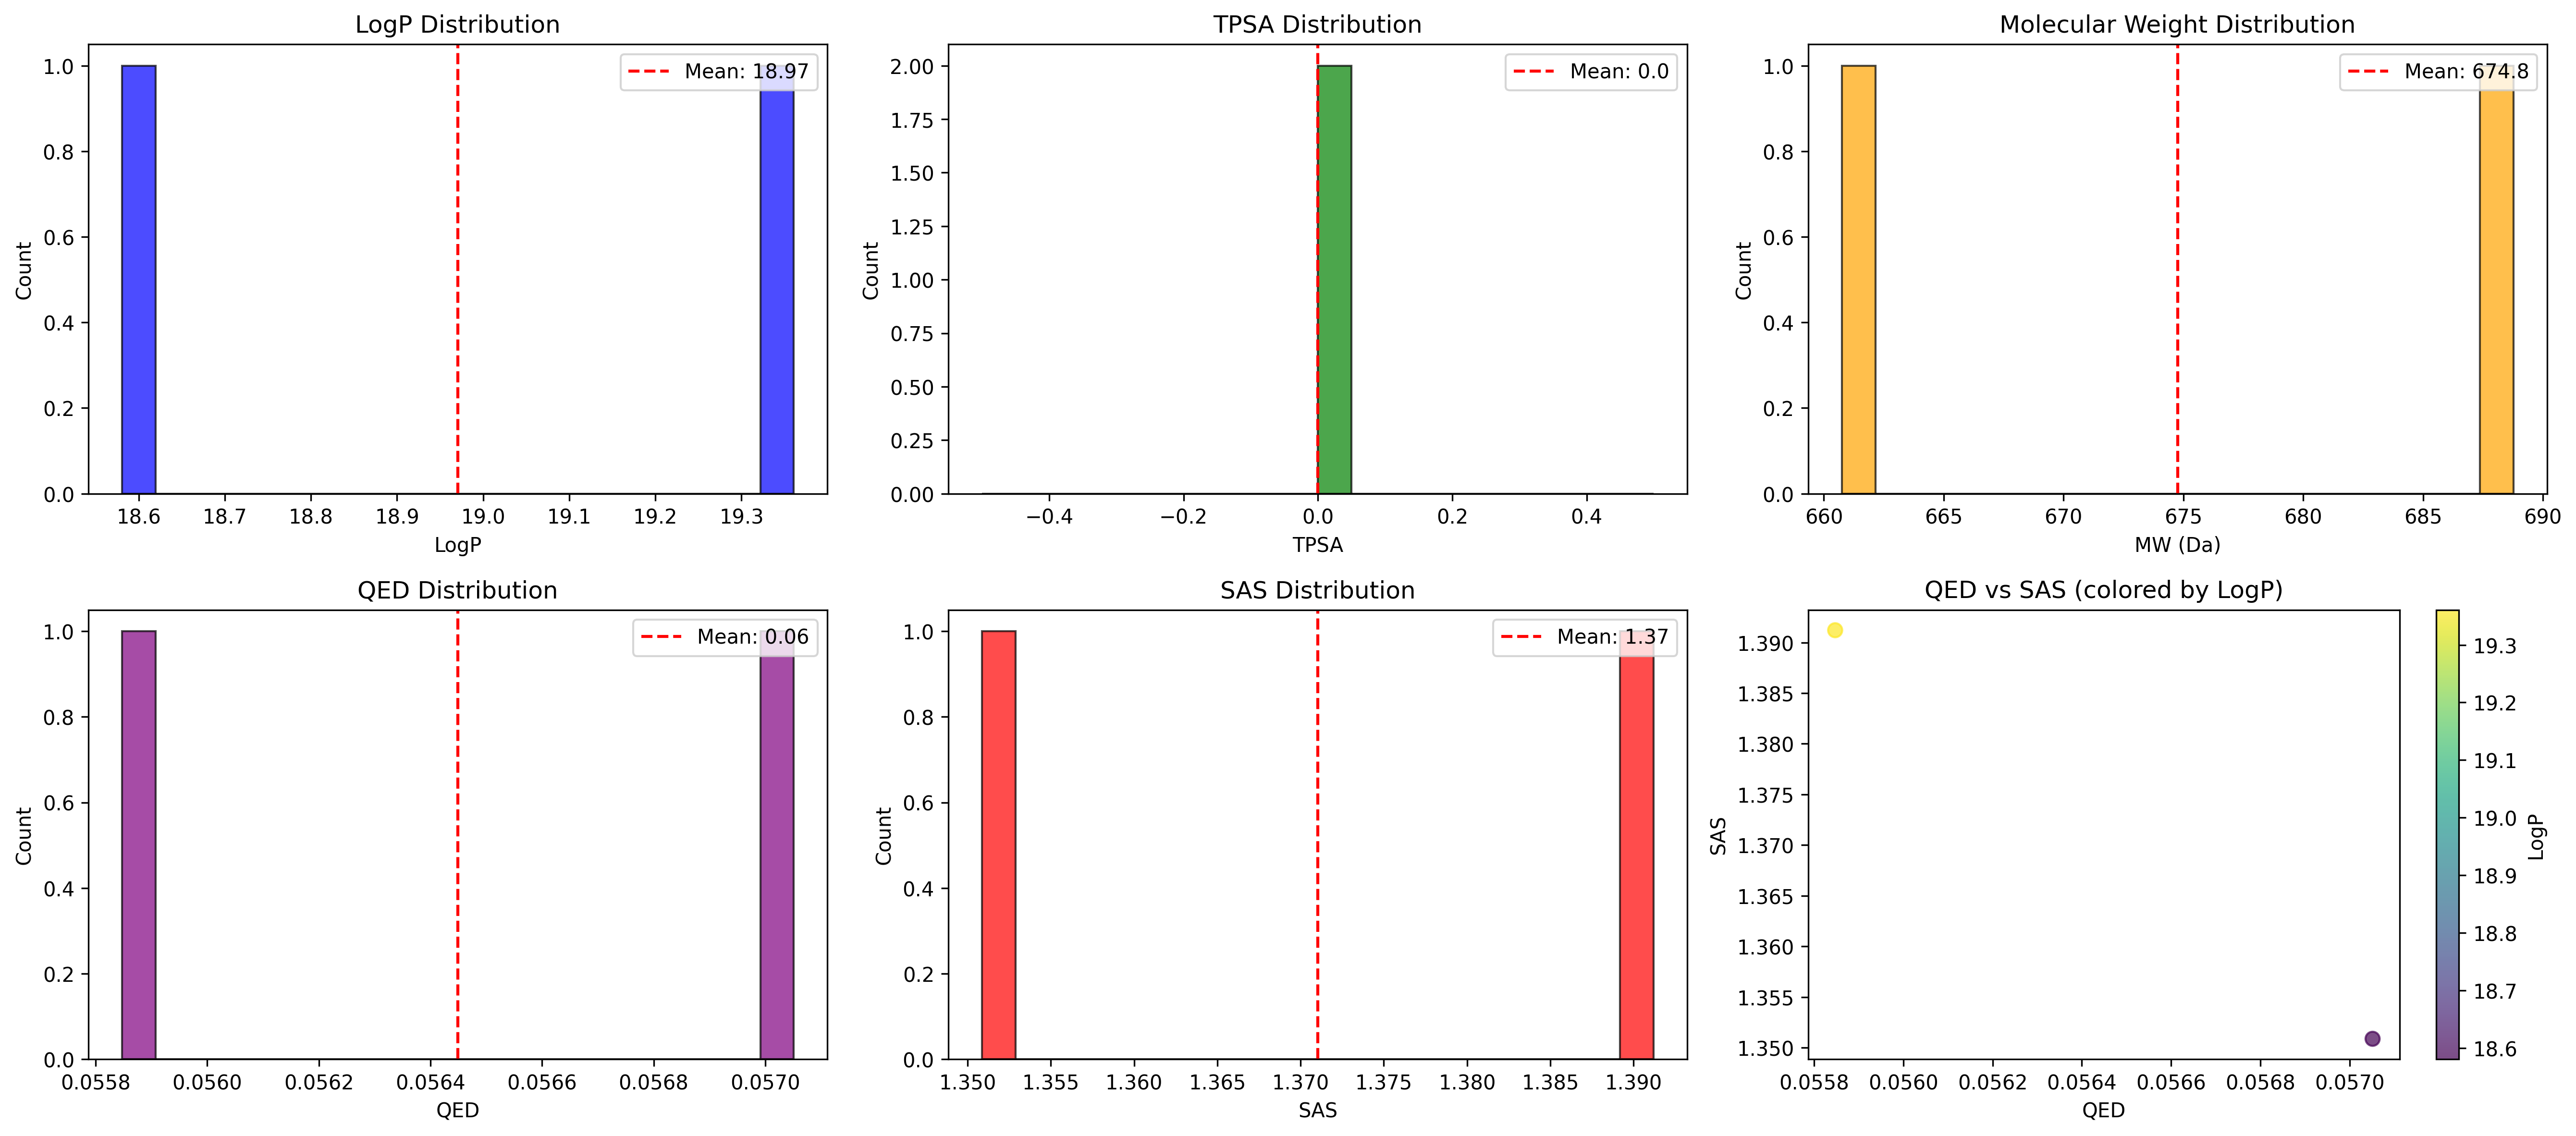 LogP Distribution
Count
1.0
0.8
0.6
0.4
0.2
0.0
Mean: 18.97
18.6 18.7 18.8 18.9 19.0 19.1 19.2 19.3
LogP
TPSA Distribution
Count
2.00
1.75
1.50
1.25
1.00
0.75
0.50
0.25
0.00
Mean: 0.0
−0.4 −0.2 0.0 0.2 0.4
TPSA
Molecular Weight Distribution
Count
1.0
0.8
0.6
0.4
0.2
0.0
Mean: 674.8
660 665 670 675 680 685 690
MW (Da)
QED Distribution
Count
1.0
0.8
0.6
0.4
0.2
0.0
Mean: 0.06
0.0558 0.0560 0.0562 0.0564 0.0566 0.0568 0.0570
QED
SAS Distribution
Count
1.0
0.8
0.6
0.4
0.2
0.0
Mean: 1.37
1.350 1.355 1.360 1.365 1.370 1.375 1.380 1.385 1.390
SAS
QED vs SAS (colored by LogP)
SAS
1.390
1.385
1.380
1.375
1.370
1.365
1.360
1.355
1.350
0.0558 0.0560 0.0562 0.0564 0.0566 0.0568 0.0570
QED
19.3
19.2
19.1
19.0
18.9
18.8
18.7
18.6
LogP